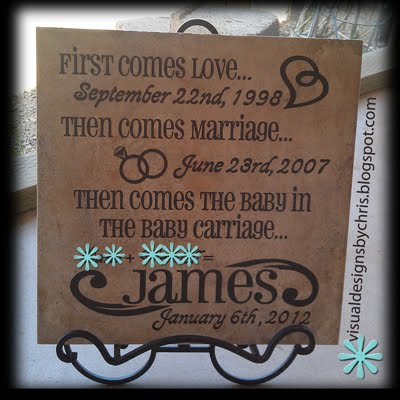 First comes Love...
September 22nd, 1998
Then comes Marriage...
June 23rd, 2007
Then comes the Baby in
the Baby carriage...
+ =
James
January 6th, 2012
visualdesignsbychris.blogspot.com